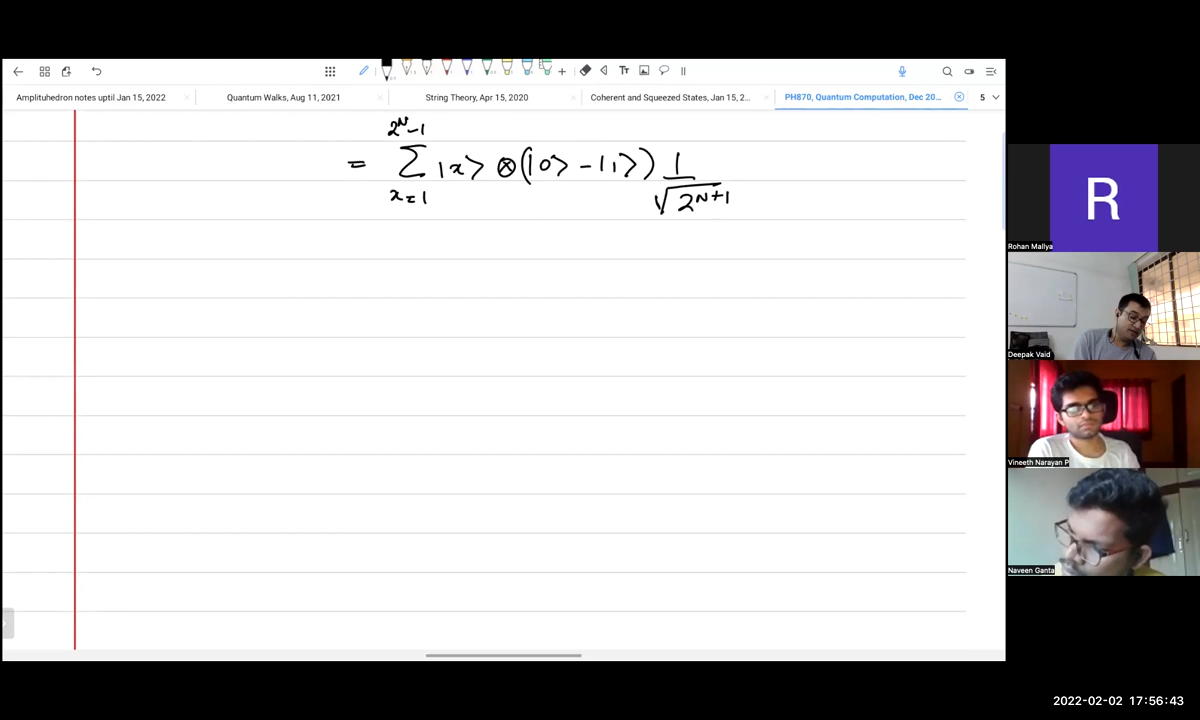 Tт
Amplituhedron notes uptil Jan 15, 2022 × Quantum Walks, Aug 11, 2021 × String Theory, Apr 15, 2020 × Coherent and Squeezed States, Jan 15, 2... × PH870, Quantum Computation, Dec 20... 5
2^N-1
= Σ |x> ⊗ (|0> - |1>) 1
x=1 √2^N+1
R
Rohan Mallya
Deepak Vaid
Vineeth Narayan P
Naveen Ganta
2022-02-02 17:56:43